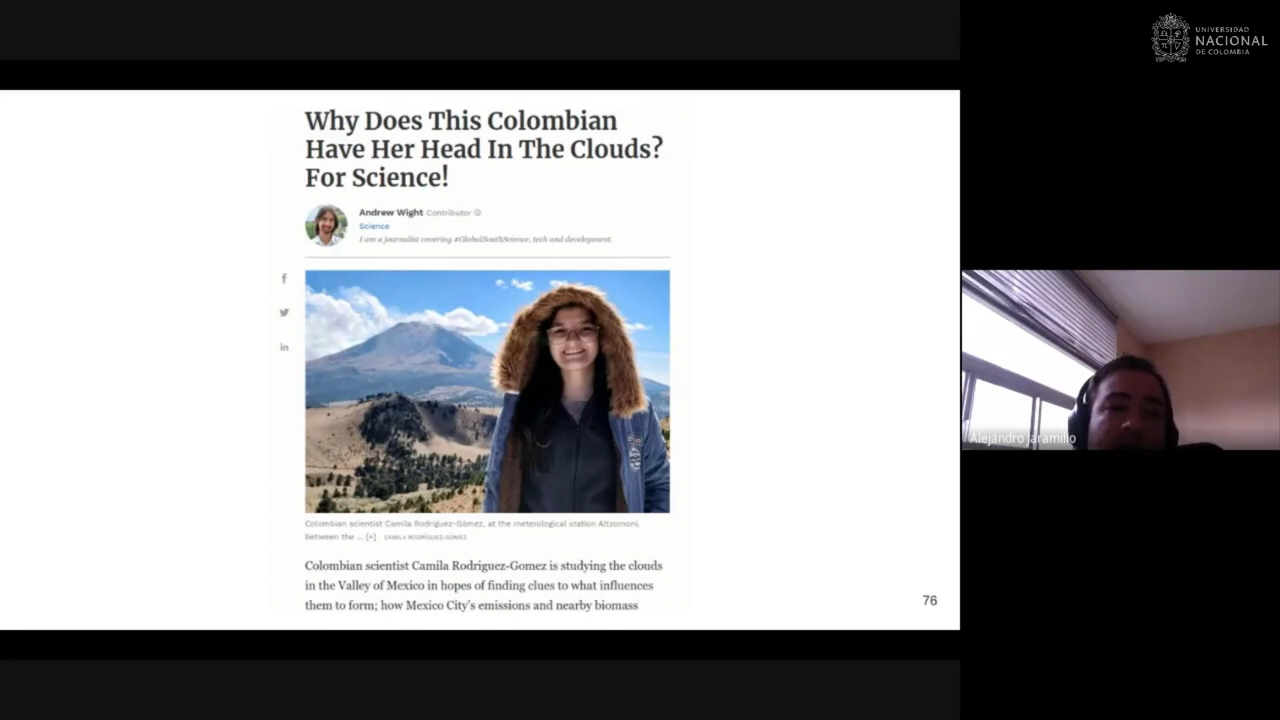 UNIVERSIDAD
NACIONAL
DE COLOMBIA
Why Does This Colombian
Have Her Head In The Clouds?
For Science!
Andrew Wight Contributor
Science
I am a journalist covering #GlobalSouthScience, tech and development.
Colombian scientist Camila Rodríguez-Gómez, at the meterological station Altzomoni,
between the ... [+] CAMILA RODRÍGUEZ-GÓMEZ
Colombian scientist Camila Rodriguez-Gomez is studying the clouds
in the Valley of Mexico in hopes of finding clues to what influences
them to form; how Mexico City's emissions and nearby biomass
76
Alejandro Jaramillo